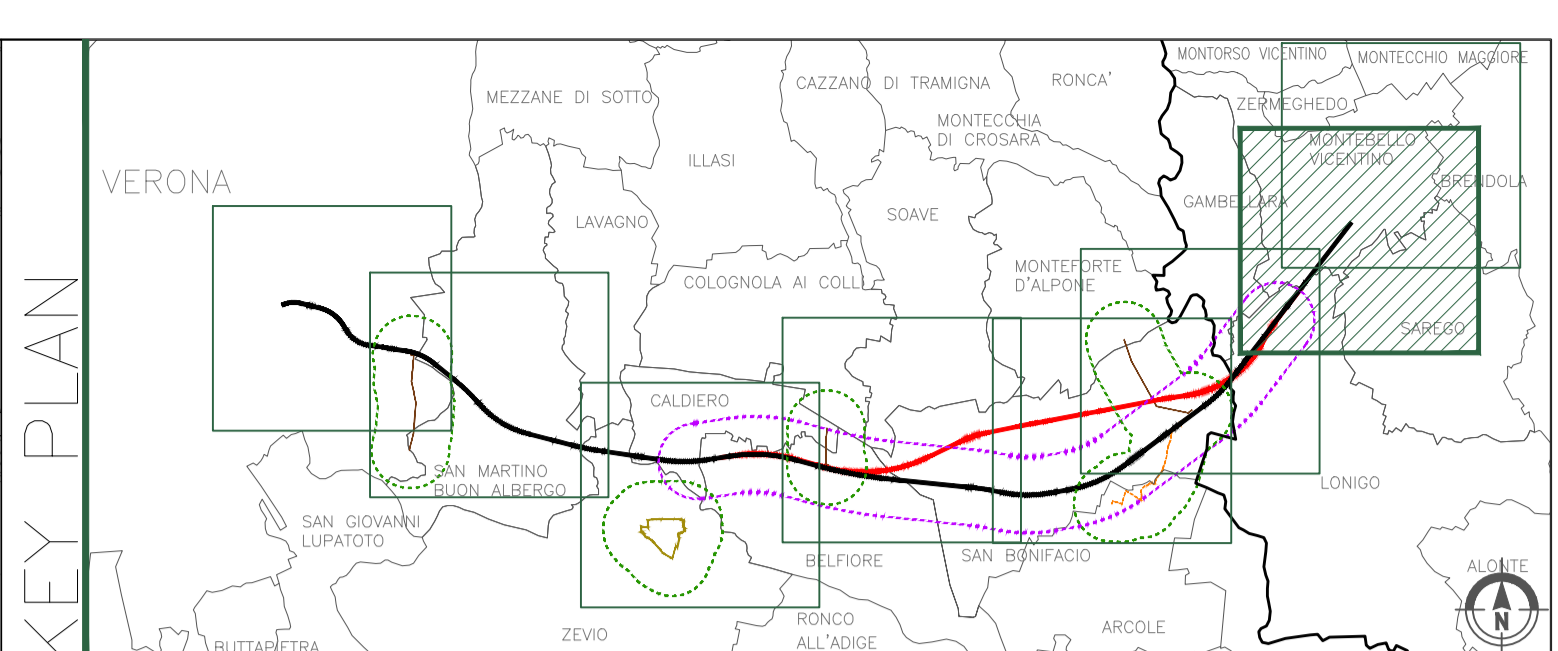 KEY PLAN
MONTORSO VICENTINO
MONTECCHIO MAGGIORE
MEZZANE DI SOTTO
CAZZANO DI TRAMIGNA
RONCA'
ZERMEGHEDO
MONTECCHIA
DI CROSARA
MONTEBELLO
VICENTINO
ILLASI
VERONA
BRENDOLA
GAMBELLARA
LAVAGNO
SOAVE
MONTEFORTE
D'ALPONE
COLOGNOLA AI COLL
SAREGO
CALDIERO
SAN MARTINO
BUON ALBERGO
LONIGO
SAN GIOVANNI
LUPATOTO
BELFIORE
SAN BONIFACIO
ALONTE
N
RONCO
ALL'ADIGE
ZEVIO
ARCOLE
BUTTAPIETRA